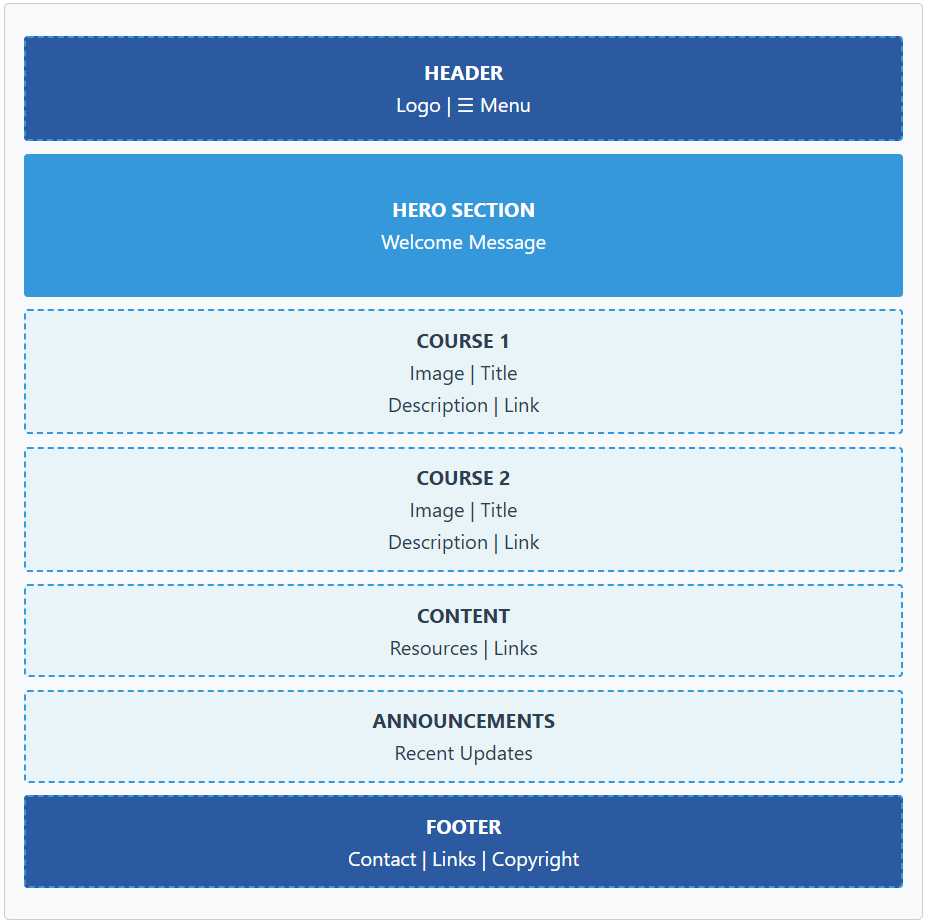 HEADER
Logo | ☰ Menu
HERO SECTION
Welcome Message
COURSE 1
Image | Title
Description | Link
COURSE 2
Image | Title
Description | Link
CONTENT
Resources | Links
ANNOUNCEMENTS
Recent Updates
FOOTER
Contact | Links | Copyright